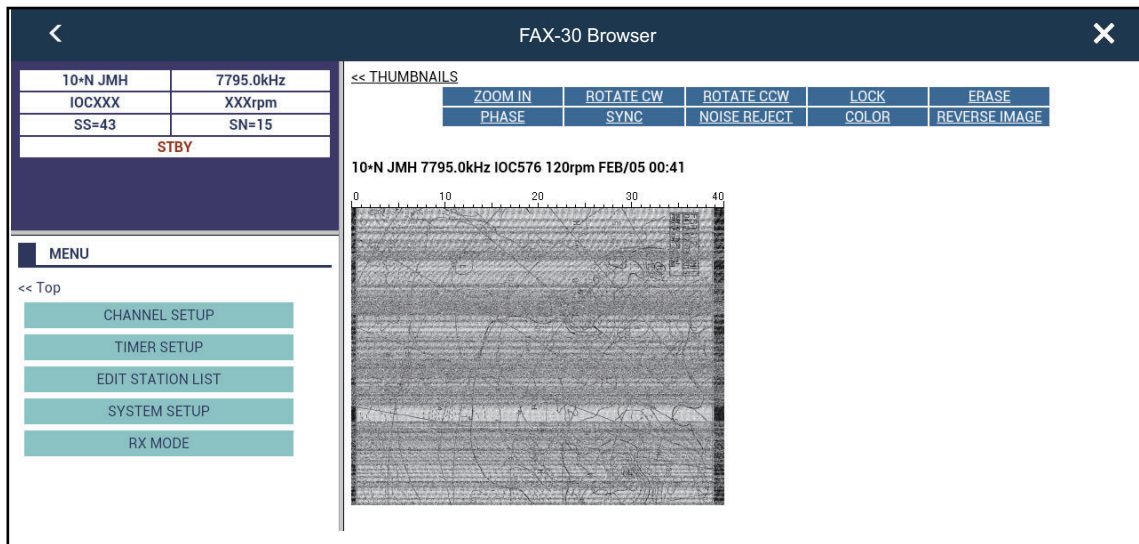 FAX-30 Browser
10*N JMH 7795.0kHz
IOCXXX XXXrpm
SS=43 SN=15
STBY
MENU
<< Top
CHANNEL SETUP
TIMER SETUP
EDIT STATION LIST
SYSTEM SETUP
RX MODE
<< THUMBNAILS
ZOOM IN ROTATE CW ROTATE CCW LOCK ERASE
PHASE SYNC NOISE REJECT COLOR REVERSE IMAGE
10*N JMH 7795.0kHz IOC576 120rpm FEB/05 00:41
0 10 20 30 40